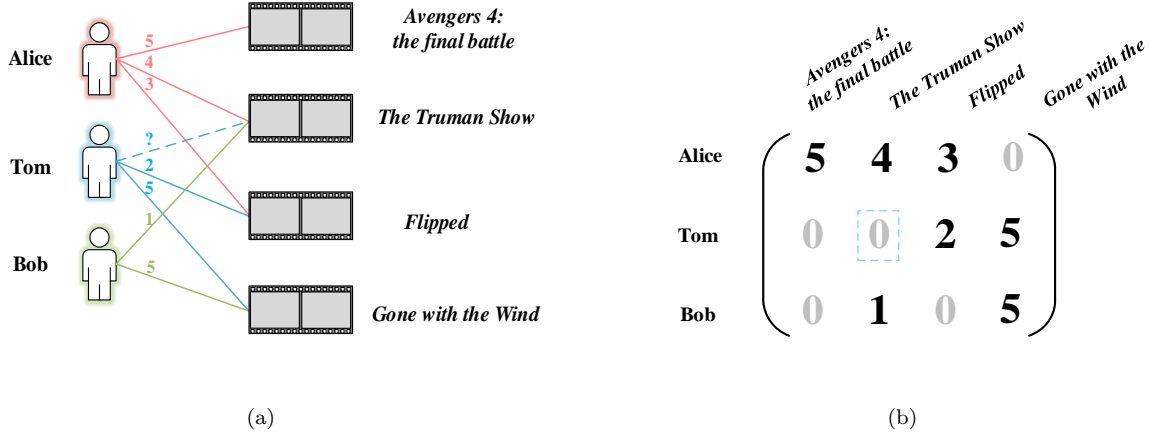 Alice
5
4
3
Avengers 4:
the final battle
The Truman Show
Tom
?
2
5
Flipped
Bob
1
5
Gone with the Wind
(a)
Avengers 4:
the final battle
The Truman Show
Flipped
Gone with the
Wind
Alice 5 4 3 0
Tom 0 0 2 5
Bob 0 1 0 5
(b)